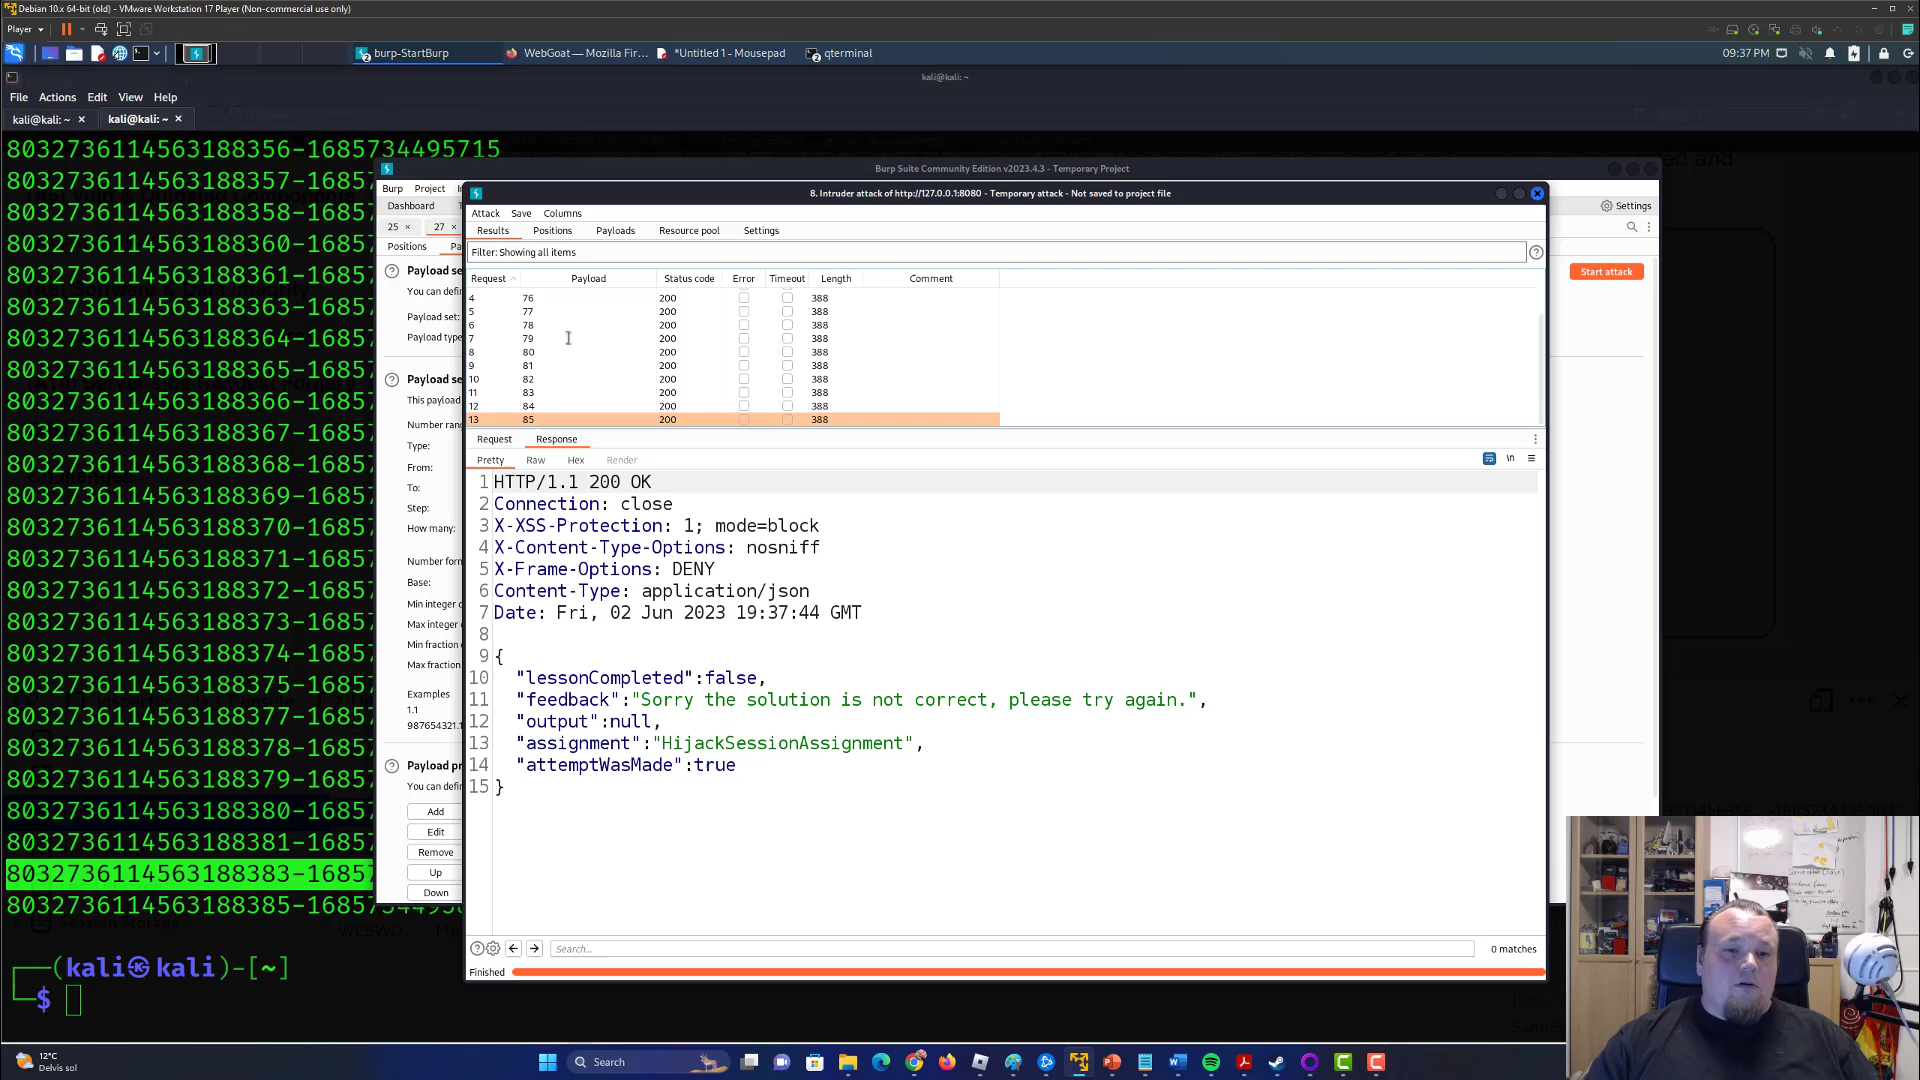 Debian 10.x 64-bit (old) - VMware Workstation 17 Player (Non-commercial use only)
Player
burp-StartBurp
WebGoat — Mozilla Fir...
*Untitled 1 - Mousepad
qterminal
09:37 PM
kali@kali: ~
File Actions Edit View Help
kali@kali: ~ ×
kali@kali: ~ ×
80327361145631883 56-1685734495715
8032736114563188357-16857
8032736114563188358-16857
8032736114563188360-16857
8032736114563188361-16857
8032736114563188363-16857
8032736114563188364-16857
8032736114563188365-16857
8032736114563188366-16857
8032736114563188367-16857
8032736114563188368-16857
8032736114563188369-16857
8032736114563188370-16857
8032736114563188371-16857
8032736114563188372-16857
8032736114563188373-16857
8032736114563188374-16857
8032736114563188375-16857
8032736114563188377-16857
8032736114563188378-16857
8032736114563188379-16857
8032736114563188380-16857
8032736114563188381-16857
8032736114563188383-16857
8032736114563188385-16857
Session Storage
(kali㉿kali)-[~]
$
Burp Suite Community Edition v2023.4.3 - Temporary Project
Burp Project
Dashboard
Settings
25 × 27 ×
Positions
Start attack
Payload se
You can defin
Payload set:
Payload type
Payload se
This payload
Number rang
Type:
From:
To:
Step:
How many:
Number form
Base:
Min integer d
Max integer d
Min fraction d
Max fraction
Examples
1.1
987654321.1
Payload pr
You can defin
Add
Edit
Remove
Up
Down
8. Intruder attack of http://127.0.0.1:8080 - Temporary attack - Not saved to project file
Attack Save Columns
Results Positions Payloads Resource pool Settings
Filter: Showing all items
Request Payload Status code Error Timeout Length Comment
4 76 200 388
5 77 200 388
6 78 200 388
7 79 200 388
8 80 200 388
9 81 200 388
10 82 200 388
11 83 200 388
12 84 200 388
13 85 200 388
Request Response
Pretty Raw Hex Render
\n
1 HTTP/1.1 200 OK
2 Connection: close
3 X-XSS-Protection: 1; mode=block
4 X-Content-Type-Options: nosniff
5 X-Frame-Options: DENY
6 Content-Type: application/json
7 Date: Fri, 02 Jun 2023 19:37:44 GMT
8
9 {
10 "lessonCompleted":false,
11 "feedback":"Sorry the solution is not correct, please try again.",
12 "output":null,
13 "assignment":"HijackSessionAssignment",
14 "attemptWasMade":true
15 }
Search...
0 matches
Finished
12°C
Delvis sol
Search